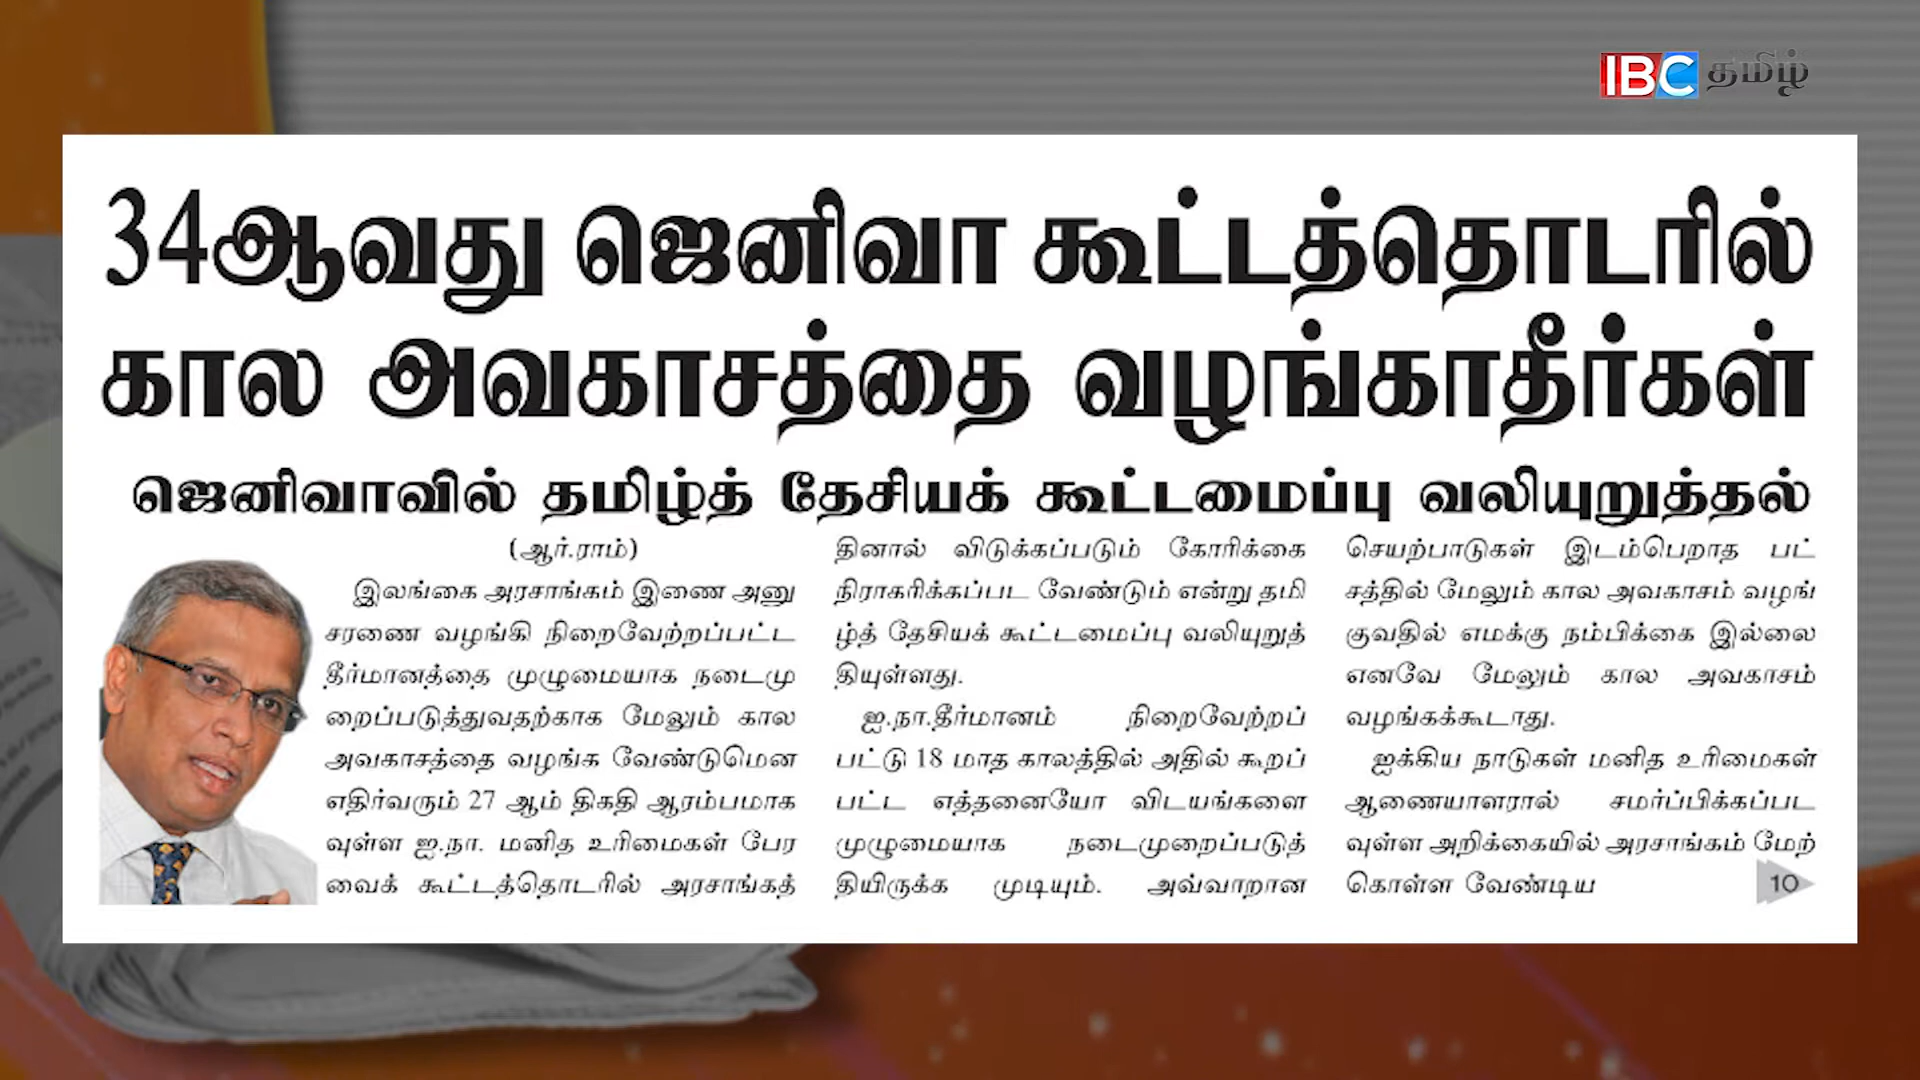 IBC தமிழ்
34ஆவது ஜெனிவா கூட்டத்தொடரில்
கால அவகாசத்தை வழங்காதீர்கள்
ஜெனிவாவில் தமிழ்த் தேசியக் கூட்டமைப்பு வலியுறுத்தல்
(ஆர்.ராம்)
இலங்கை அரசாங்கம் இணை அனு
சரணை வழங்கி நிறைவேற்றப்பட்ட
தீர்மானத்தை முழுமையாக நடைமு
றைப்படுத்துவதற்காக மேலும் கால
அவகாசத்தை வழங்க வேண்டுமென
எதிர்வரும் 27 ஆம் திகதி ஆரம்பமாக
வுள்ள ஐ.நா. மனித உரிமைகள் பேர
வைக் கூட்டத்தொடரில் அரசாங்கத்
தினால் விடுக்கப்படும் கோரிக்கை
நிராகரிக்கப்பட வேண்டும் என்று தமி
ழ்த் தேசியக் கூட்டமைப்பு வலியுறுத்
தியுள்ளது.
ஐ.நா.தீர்மானம் நிறைவேற்றப்
பட்டு 18 மாத காலத்தில் அதில் கூறப்
பட்ட எத்தனையோ விடயங்களை
முழுமையாக நடைமுறைப்படுத்
தியிருக்க முடியும். அவ்வாறான
செயற்பாடுகள் இடம்பெறாத பட்
சத்தில் மேலும் கால அவகாசம் வழங்
குவதில் எமக்கு நம்பிக்கை இல்லை
எனவே மேலும் கால அவகாசம்
வழங்கக்கூடாது.
ஐக்கிய நாடுகள் மனித உரிமைகள்
ஆணையாளரால் சமர்ப்பிக்கப்பட
வுள்ள அறிக்கையில் அரசாங்கம் மேற்
கொள்ள வேண்டிய
10